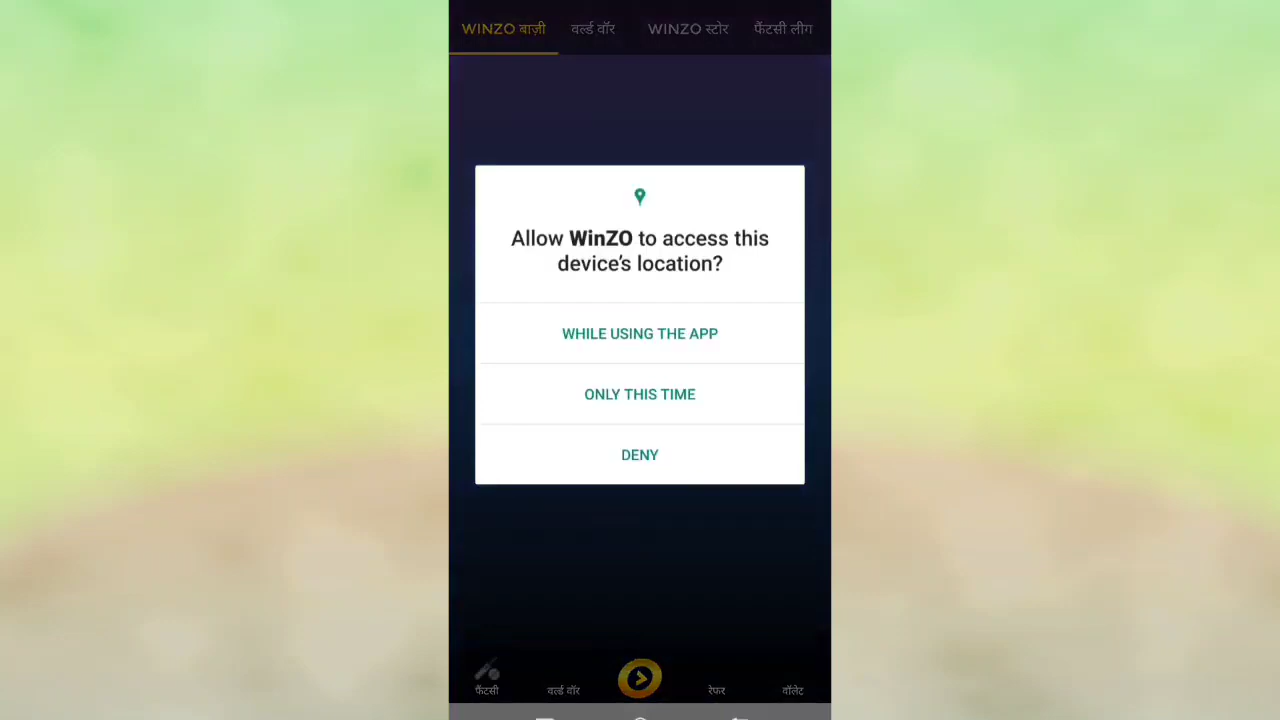 WINZO बाज़ी वर्ल्ड वॉर WINZO स्टोर फैंटसी लीग
Allow WinZO to access this
device's location?
WHILE USING THE APP
ONLY THIS TIME
DENY
फैंटसी वर्ल्ड वॉर रेफर वॉलेट